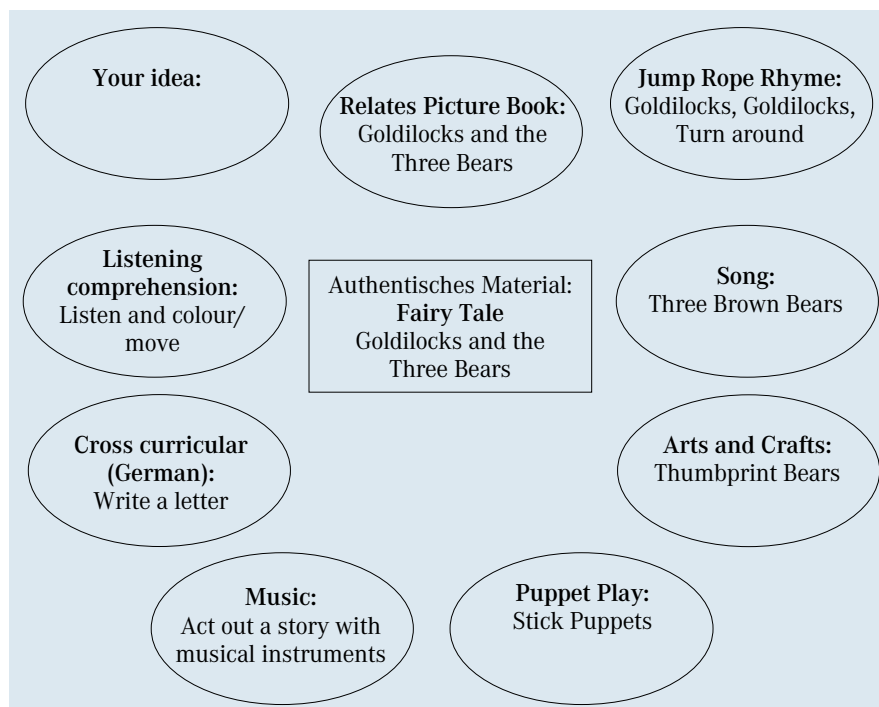 Your idea:
Relates Picture Book:
Goldilocks and the
Three Bears
Jump Rope Rhyme:
Goldilocks, Goldilocks,
Turn around
Listening
comprehension:
Listen and colour/
move
Authentisches Material:
Fairy Tale
Goldilocks and the
Three Bears
Song:
Three Brown Bears
Cross curricular
(German):
Write a letter
Arts and Crafts:
Thumbprint Bears
Music:
Act out a story with
musical instruments
Puppet Play:
Stick Puppets